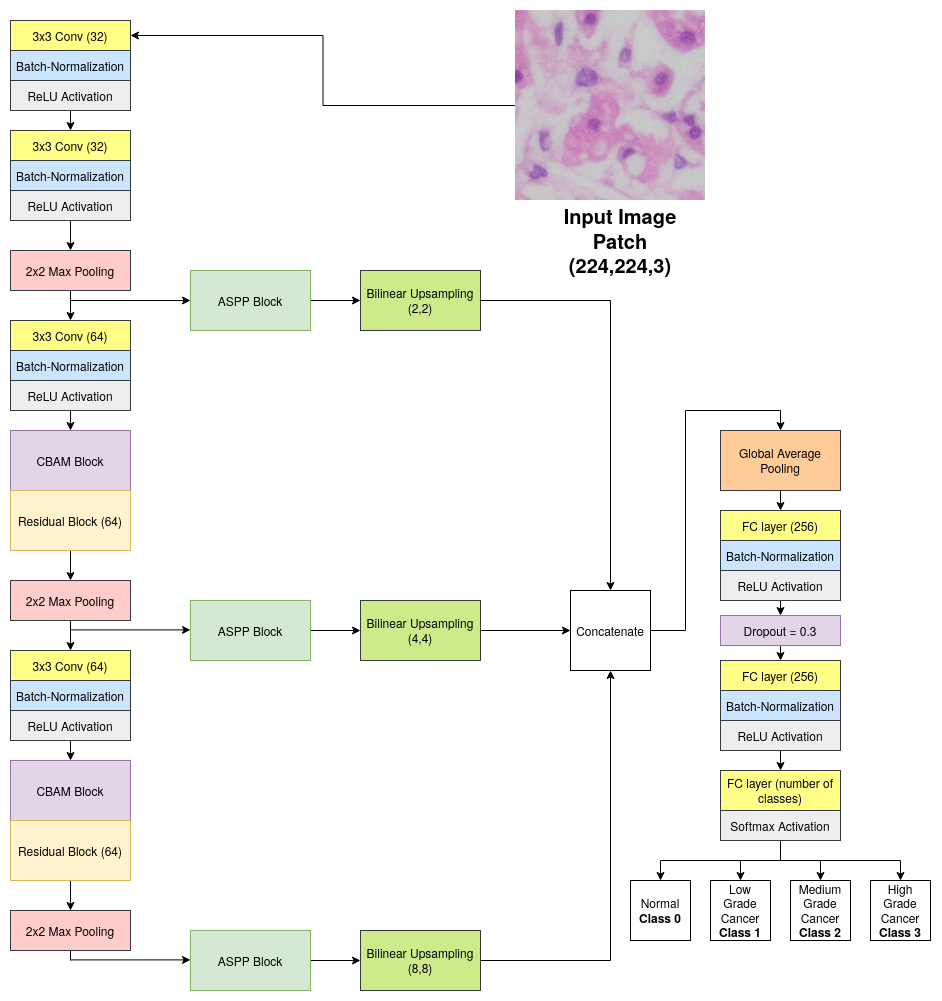 3x3 Conv (32)
Batch-Normalization
ReLU Activation
3x3 Conv (32)
Batch-Normalization
ReLU Activation
2x2 Max Pooling
3x3 Conv (64)
Batch-Normalization
ReLU Activation
CBAM Block
Residual Block (64)
2x2 Max Pooling
3x3 Conv (64)
Batch-Normalization
ReLU Activation
CBAM Block
Residual Block (64)
2x2 Max Pooling
Input Image
Patch
(224,224,3)
ASPP Block
Bilinear Upsampling
(2,2)
ASPP Block
Bilinear Upsampling
(4,4)
ASPP Block
Bilinear Upsampling
(8,8)
Concatenate
Global Average
Pooling
FC layer (256)
Batch-Normalization
ReLU Activation
Dropout = 0.3
FC layer (256)
Batch-Normalization
ReLU Activation
FC layer (number of
classes)
Softmax Activation
Normal
Class 0
Low
Grade
Cancer
Class 1
Medium
Grade
Cancer
Class 2
High
Grade
Cancer
Class 3